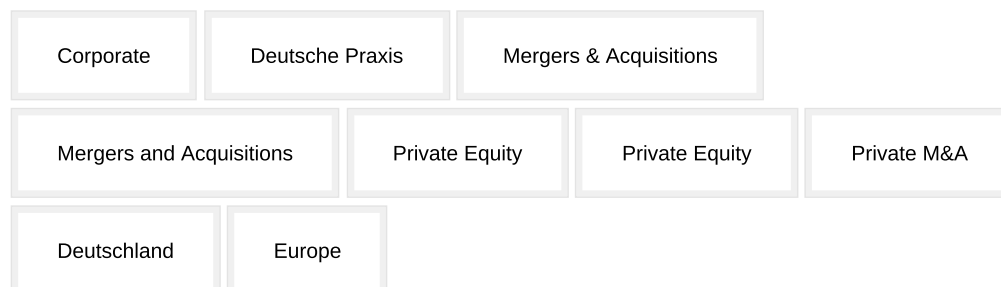 Corporate Deutsche Praxis Mergers & Acquisitions
Mergers and Acquisitions Private Equity Private Equity Private M&A
Deutschland Europe